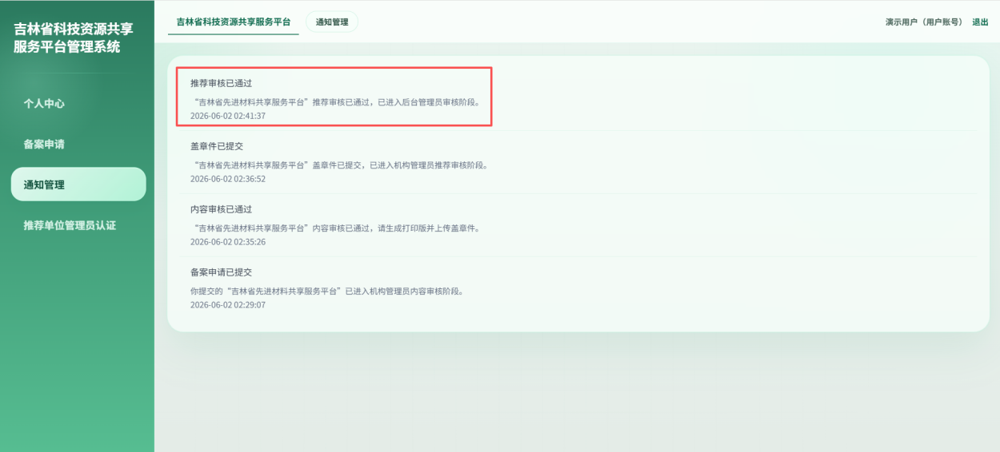 吉林省科技资源共享
服务平台管理系统
个人中心
备案申请
通知管理
推荐单位管理员认证
吉林省科技资源共享服务平台
通知管理
演示用户（用户账号） 退出
推荐审核已通过
“吉林省先进材料共享服务平台”推荐审核已通过，已进入后台管理员审核阶段。
2026-06-02 02:41:37
盖章件已提交
“吉林省先进材料共享服务平台”盖章件已提交，已进入机构管理员推荐审核阶段。
2026-06-02 02:36:52
内容审核已通过
“吉林省先进材料共享服务平台”内容审核已通过，请生成打印版并上传盖章件。
2026-06-02 02:35:26
备案申请已提交
你提交的“吉林省先进材料共享服务平台”已进入机构管理员内容审核阶段。
2026-06-02 02:29:07